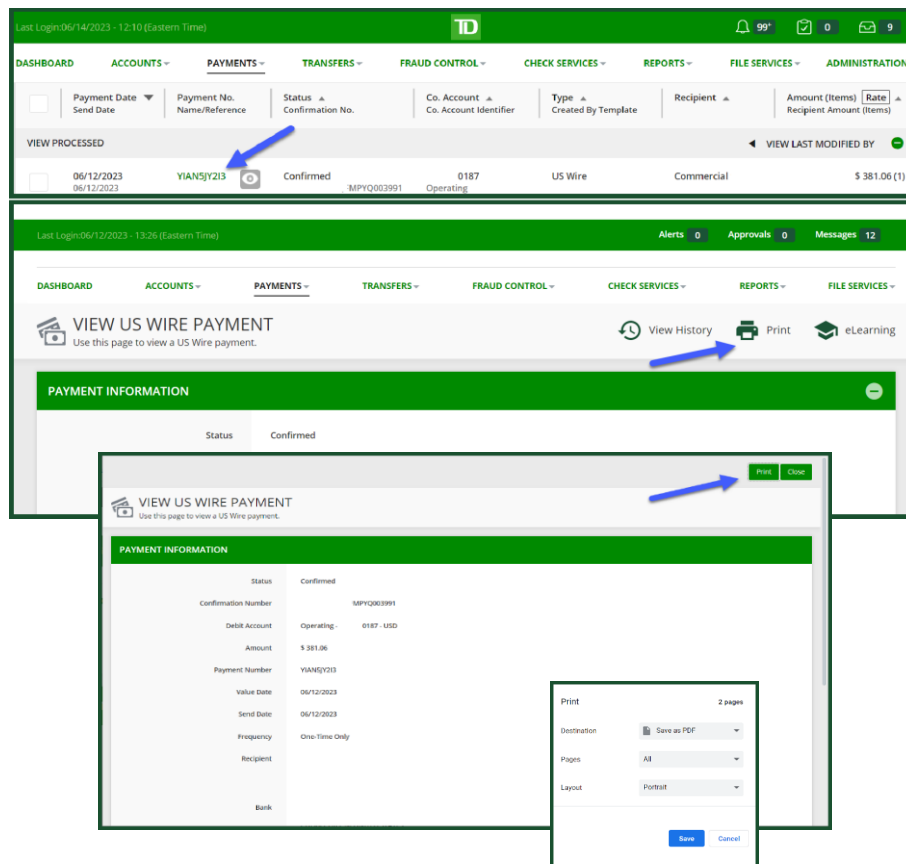 Last Login:06/14/2023 - 12:10 (Eastern Time)
TD
99+
0
9
DASHBOARD ACCOUNTS PAYMENTS TRANSFERS FRAUD CONTROL CHECK SERVICES REPORTS FILE SERVICES ADMINISTRATION
Payment Date Payment No. Status Co. Account Type Recipient Amount (Items) Rate
Send Date Name/Reference Confirmation No. Co. Account Identifier Created By Template Recipient Amount (Items)
VIEW PROCESSED VIEW LAST MODIFIED BY
06/12/2023 YIAN5JY2I3 Confirmed 0187 US Wire Commercial $ 381.06 (1)
06/12/2023 MPYQ003991 Operating
Last Login:06/12/2023 - 13:26 (Eastern Time) Alerts 0 Approvals 0 Messages 12
DASHBOARD ACCOUNTS PAYMENTS TRANSFERS FRAUD CONTROL CHECK SERVICES REPORTS FILE SERVICES
VIEW US WIRE PAYMENT View History Print eLearning
Use this page to view a US Wire payment.
PAYMENT INFORMATION
Status Confirmed
Print Close
VIEW US WIRE PAYMENT
Use this page to view a US Wire payment.
PAYMENT INFORMATION
Status Confirmed
Confirmation Number MPYQ003991
Debit Account Operating - 0187 - USD
Amount $ 381.06
Payment Number YIAN5JY2I3
Value Date 06/12/2023
Send Date 06/12/2023
Frequency One-Time Only
Recipient
Bank
Print 2 pages
Destination Save as PDF
Pages All
Layout Portrait
Save Cancel